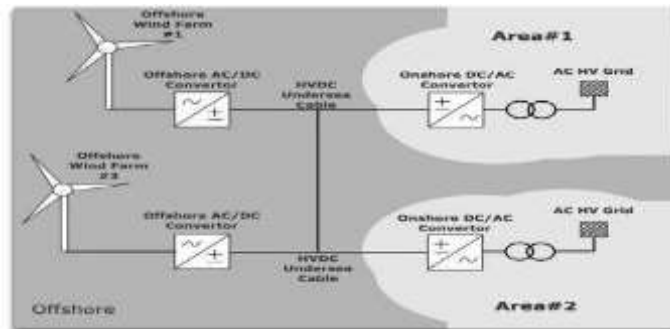 Offshore
Wind Farm
#1
Area#1
Offshore AC/DC
Convertor
HVDC
Undersea
Cable
Onshore DC/AC
Convertor
AC HV Grid
Offshore
Wind Farm
Offshore AC/DC
Convertor
HVDC
Undersea
Cable
Onshore DC/AC
Convertor
AC HV Grid
Offshore
Area#2